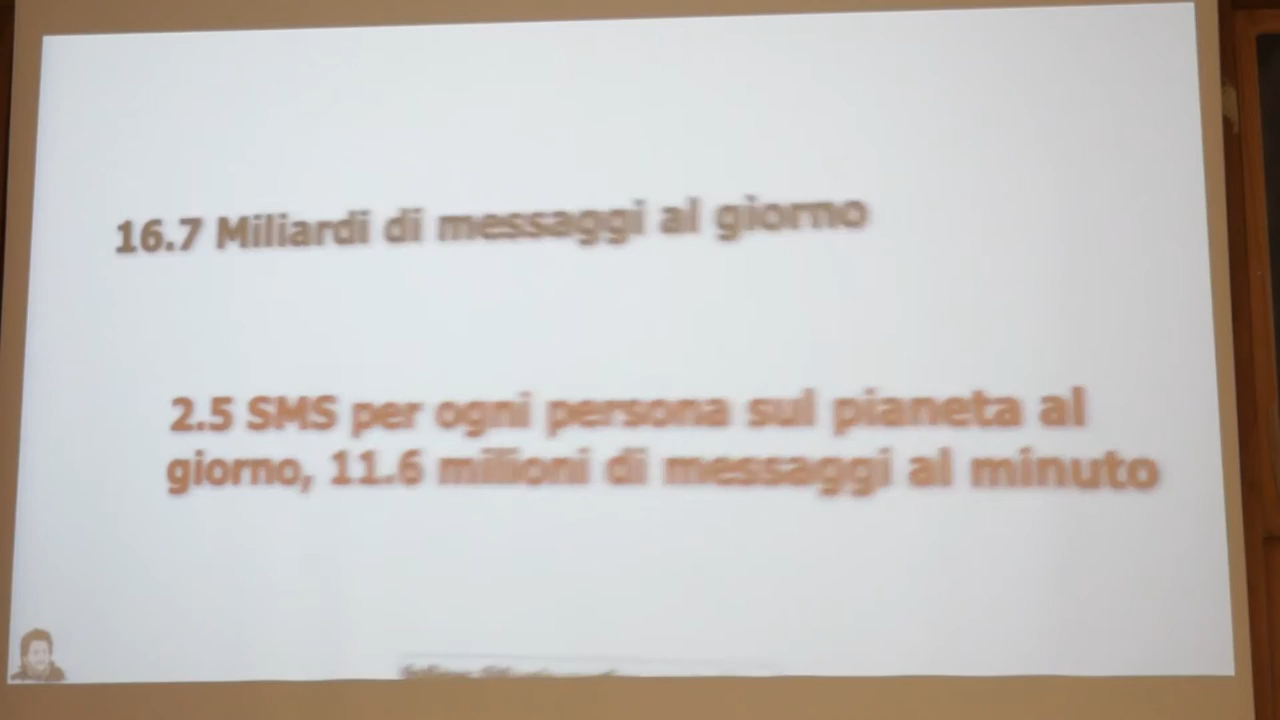 16.7 Miliardi di messaggi al giorno
2.5 SMS per ogni persona sul pianeta al
giorno, 11.6 milioni di messaggi al minuto